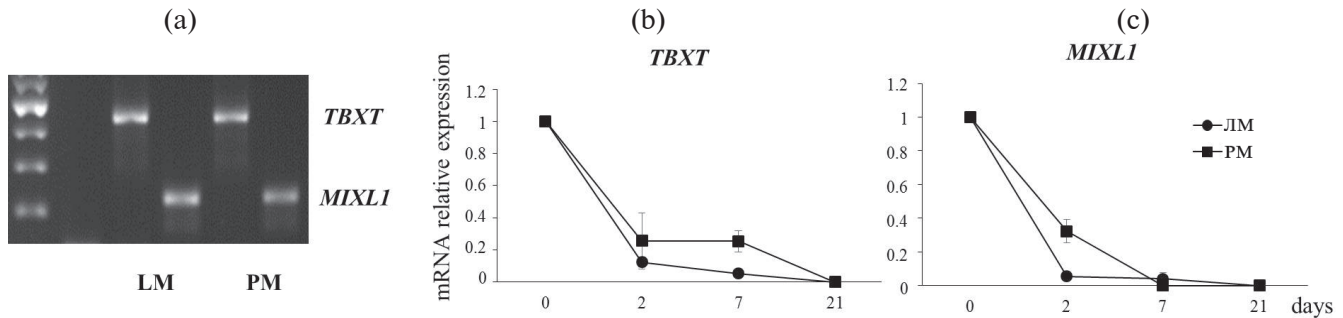 (a)
(b)
(c)
TBXT
MIXL1
LM PM
TBXT
mRNA relative expression
1.2
1
0.8
0.6
0.4
0.2
0
0 2 7 21
MIXL1
1.2
1
0.8
0.6
0.4
0.2
0
0 2 7 21 days
ЛМ
PM